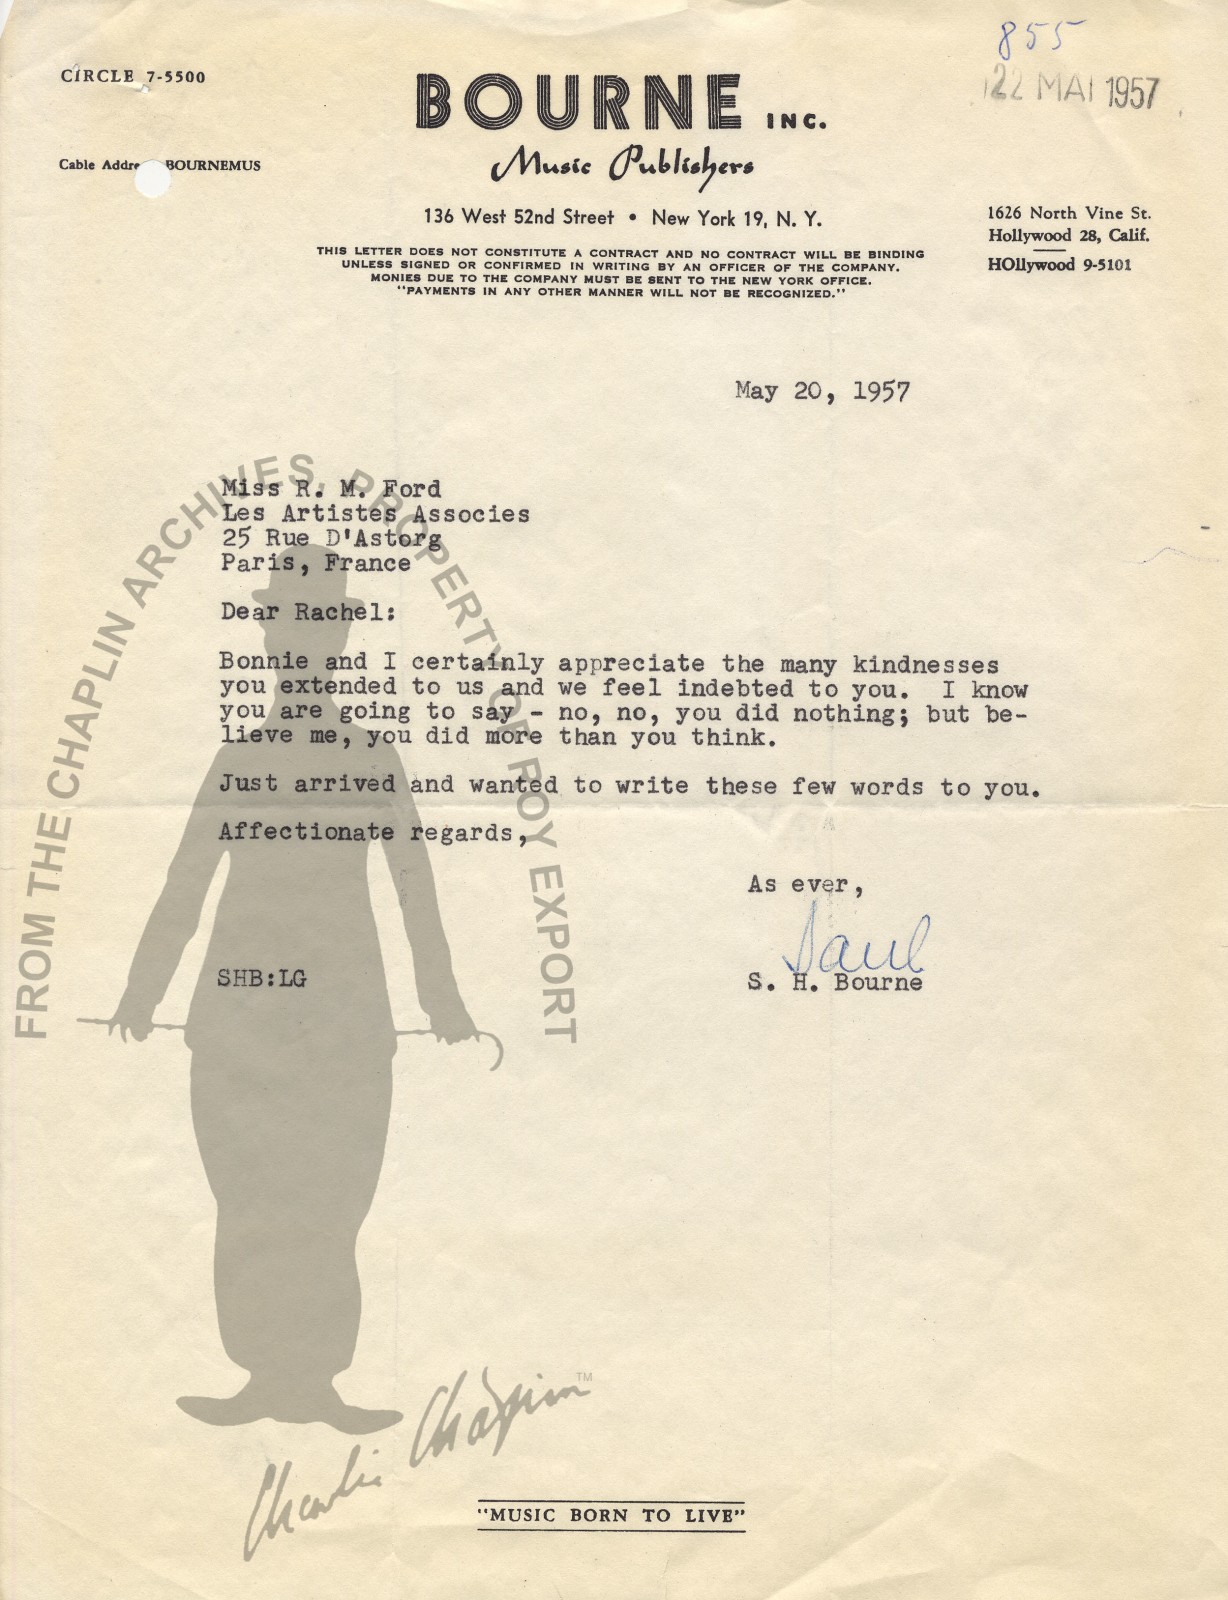 855
22 MAI 1957
CIRCLE 7-5500
BOURNE INC.
Music Publishers
Cable Addre BOURNEMUS
136 West 52nd Street • New York 19, N. Y.
1626 North Vine St.
Hollywood 28, Calif.
HOllywood 9-5101
THIS LETTER DOES NOT CONSTITUTE A CONTRACT AND NO CONTRACT WILL BE BINDING
UNLESS SIGNED OR CONFIRMED IN WRITING BY AN OFFICER OF THE COMPANY.
MONIES DUE TO THE COMPANY MUST BE SENT TO THE NEW YORK OFFICE.
"PAYMENTS IN ANY OTHER MANNER WILL NOT BE RECOGNIZED."
May 20, 1957
Miss R. M. Ford
Les Artistes Associes
25 Rue D'Astorg
Paris, France
Dear Rachel:
Bonnie and I certainly appreciate the many kindnesses
you extended to us and we feel indebted to you. I know
you are going to say - no, no, you did nothing; but be-
lieve me, you did more than you think.
Just arrived and wanted to write these few words to you.
Affectionate regards,
As ever,
Saul
SHB:LG
S. H. Bourne
FROM THE CHAPLIN ARCHIVES, PROPERTY OF ROY EXPORT
Charlie Chaplin™
"MUSIC BORN TO LIVE"